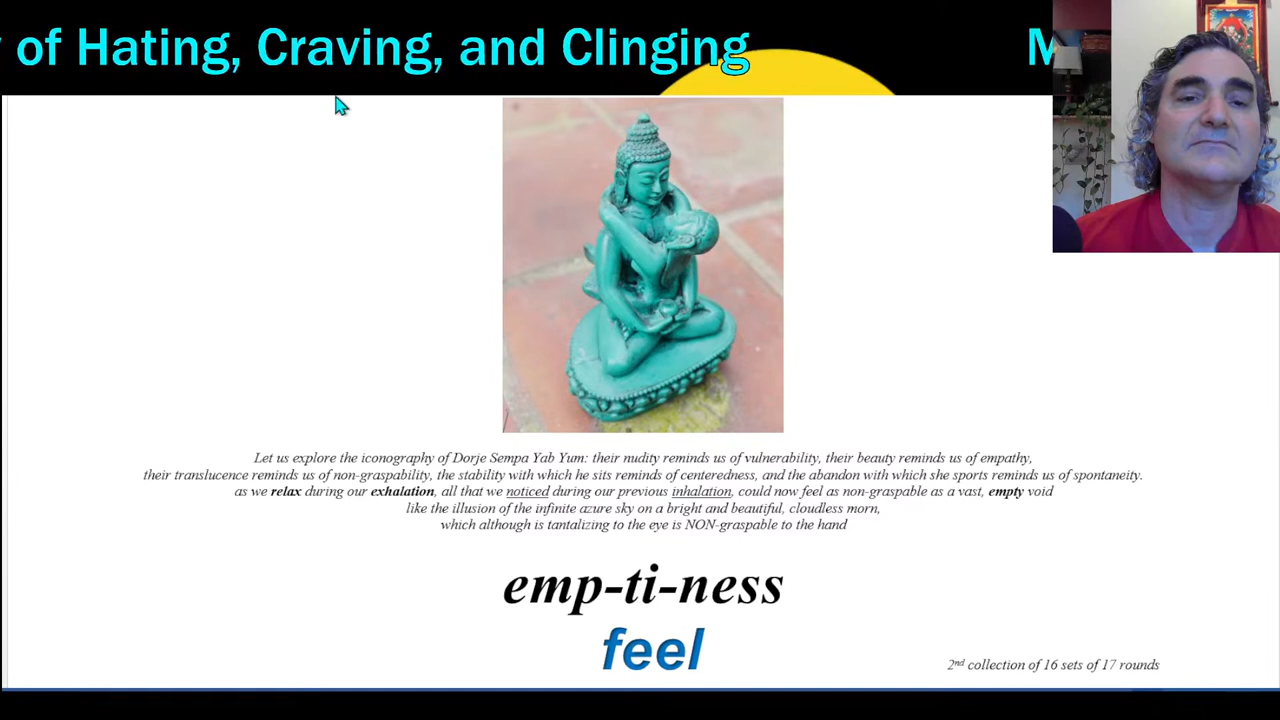 of Hating, Craving, and Clinging
Let us explore the iconography of Dorje Sempa Yab Yum: their nudity reminds us of vulnerability, their beauty reminds us of empathy,
their translucence reminds us of non-graspability, the stability with which he sits reminds of centeredness, and the abandon with which she sports reminds us of spontaneity.
as we relax during our exhalation, all that we noticed during our previous inhalation, could now feel as non-graspable as a vast, empty void
like the illusion of the infinite azure sky on a bright and beautiful, cloudless morn,
which although is tantalizing to the eye is NON-graspable to the hand
emp-ti-ness
feel
2nd collection of 16 sets of 17 rounds